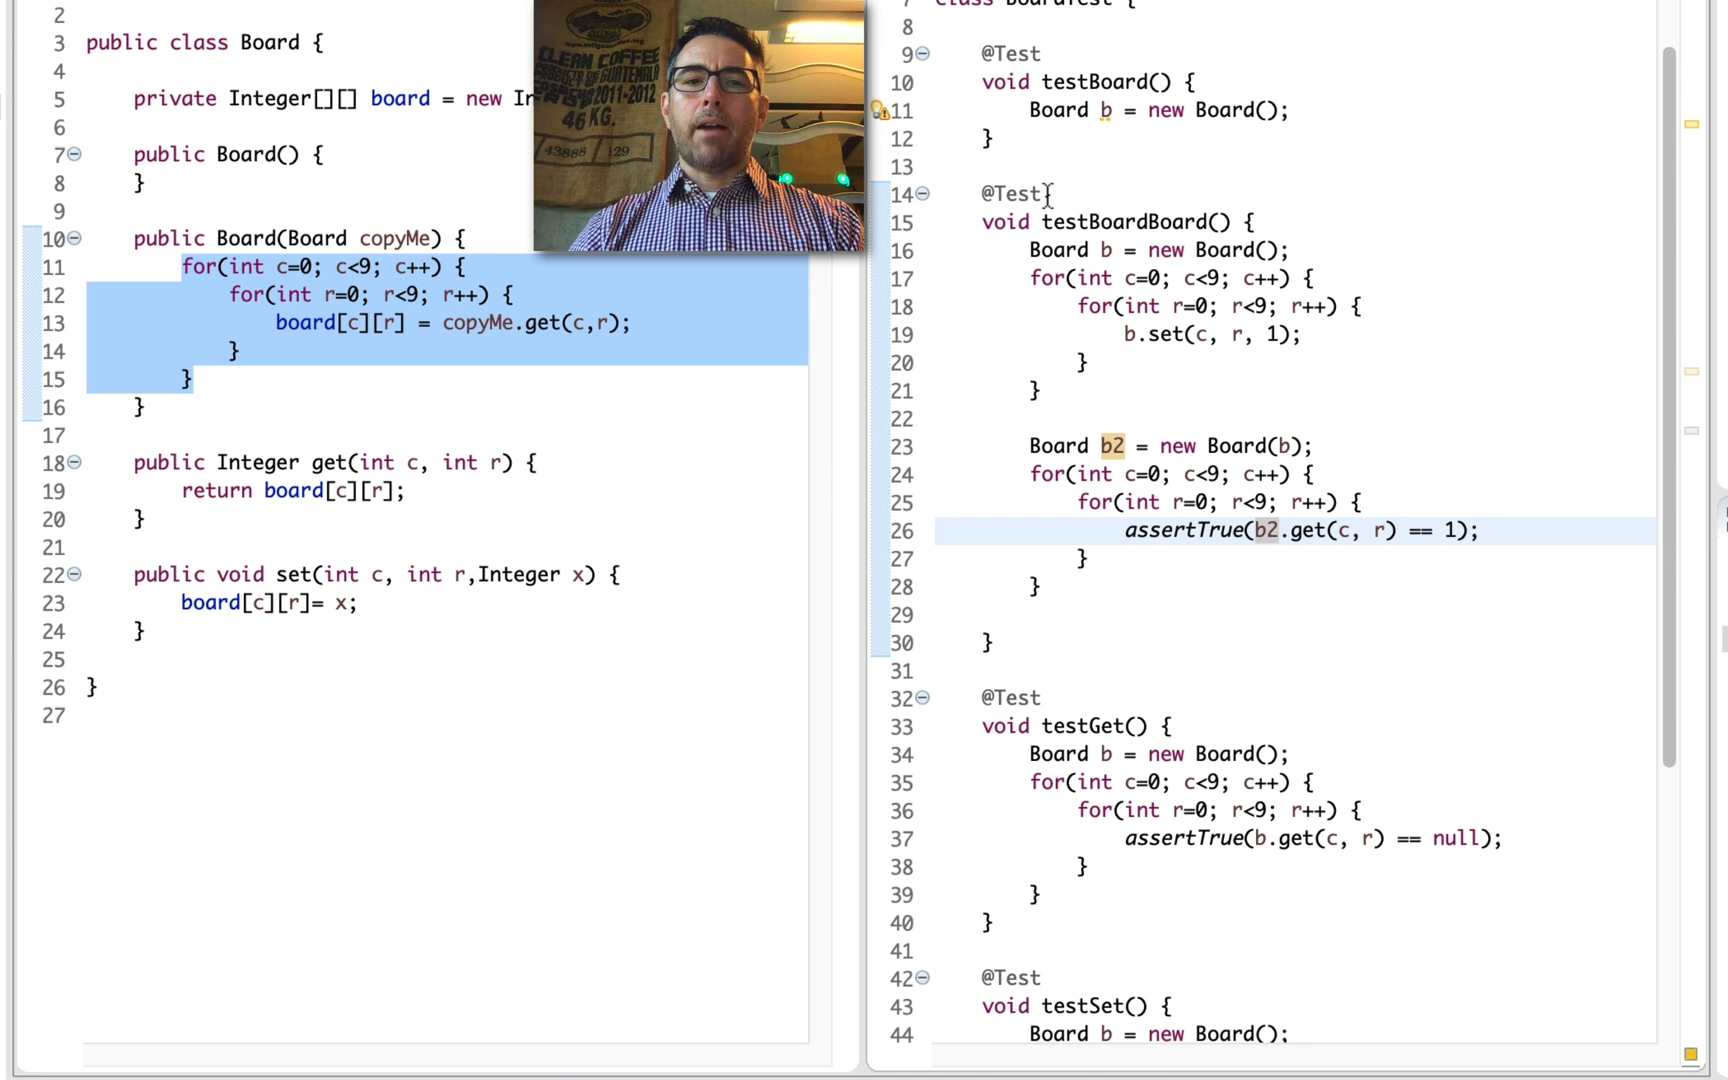 2
3 public class Board {
4
5 private Integer[][] board = new In
6
7 public Board() {
8 }
9
10 public Board(Board copyMe) {
11 for(int c=0; c<9; c++) {
12 for(int r=0; r<9; r++) {
13 board[c][r] = copyMe.get(c,r);
14 }
15 }
16 }
17
18 public Integer get(int c, int r) {
19 return board[c][r];
20 }
21
22 public void set(int c, int r,Integer x) {
23 board[c][r]= x;
24 }
25
26 }
27
CLEAN COFFEE
PRODUCTO DE GUATEMALA
2011-2012
46 KG.
43888 129
7 class BoardTest {
8
9 @Test
10 void testBoard() {
11 Board b = new Board();
12 }
13
14 @Test
15 void testBoardBoard() {
16 Board b = new Board();
17 for(int c=0; c<9; c++) {
18 for(int r=0; r<9; r++) {
19 b.set(c, r, 1);
20 }
21 }
22
23 Board b2 = new Board(b);
24 for(int c=0; c<9; c++) {
25 for(int r=0; r<9; r++) {
26 assertTrue(b2.get(c, r) == 1);
27 }
28 }
29
30 }
31
32 @Test
33 void testGet() {
34 Board b = new Board();
35 for(int c=0; c<9; c++) {
36 for(int r=0; r<9; r++) {
37 assertTrue(b.get(c, r) == null);
38 }
39 }
40 }
41
42 @Test
43 void testSet() {
44 Board b = new Board();